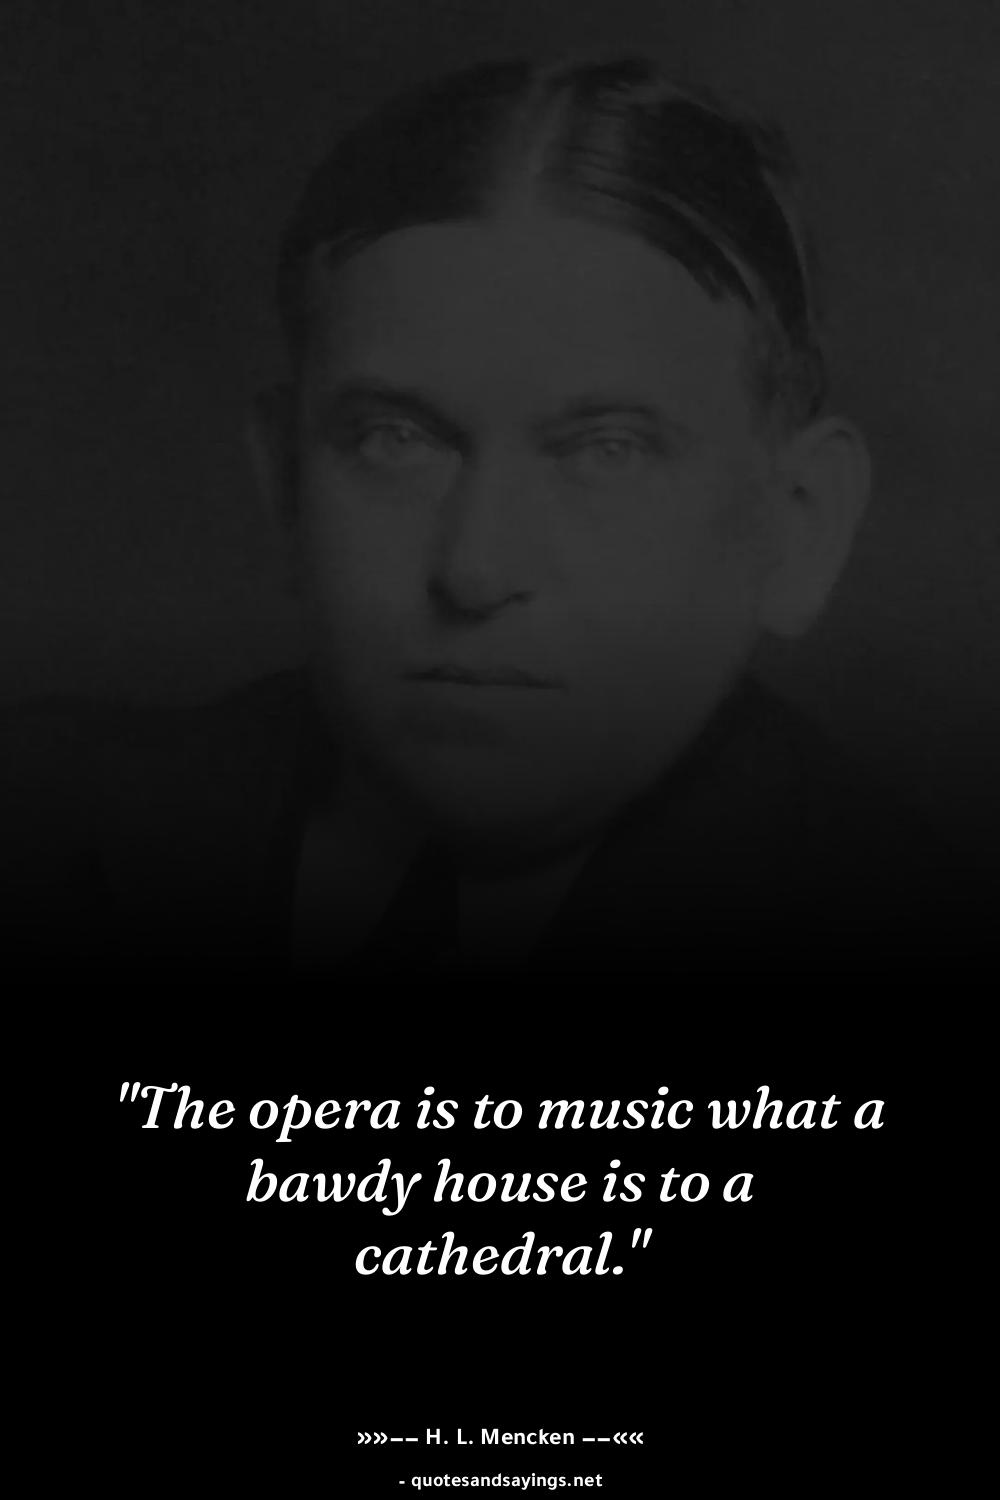 "The opera is to music what a
bawdy house is to a
cathedral."
»»–– H. L. Mencken ––««
- quotesandsayings.net